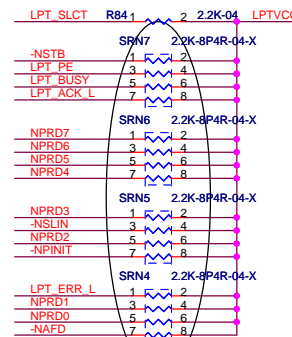 LPT_SLCT R84 1 2 2.2K-04 LPTVCC
SRN7 2.2K-8P4R-04-X
-NSTB 1 2
LPT_PE 3 4
LPT_BUSY 5 6
LPT_ACK_L 7 8
SRN6 2.2K-8P4R-04-X
NPRD7 1 2
NPRD6 3 4
NPRD5 5 6
NPRD4 7 8
SRN5 2.2K-8P4R-04-X
NPRD3 1 2
-NSLIN 3 4
NPRD2 5 6
-NPINIT 7 8
SRN4 2.2K-8P4R-04-X
LPT_ERR_L 1 2
NPRD1 3 4
NPRD0 5 6
-NAFD 7 8